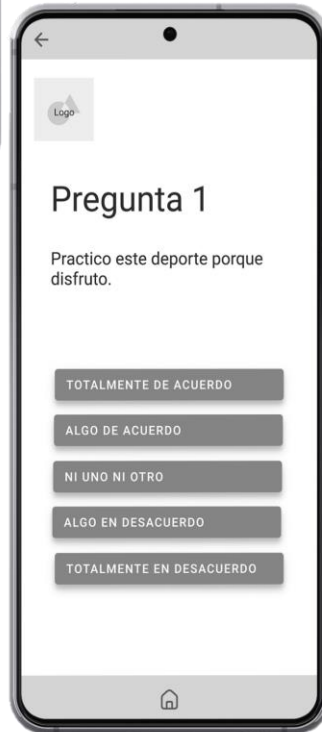 Logo
Pregunta 1
Practico este deporte porque
disfruto.
TOTALMENTE DE ACUERDO
ALGO DE ACUERDO
NI UNO NI OTRO
ALGO EN DESACUERDO
TOTALMENTE EN DESACUERDO